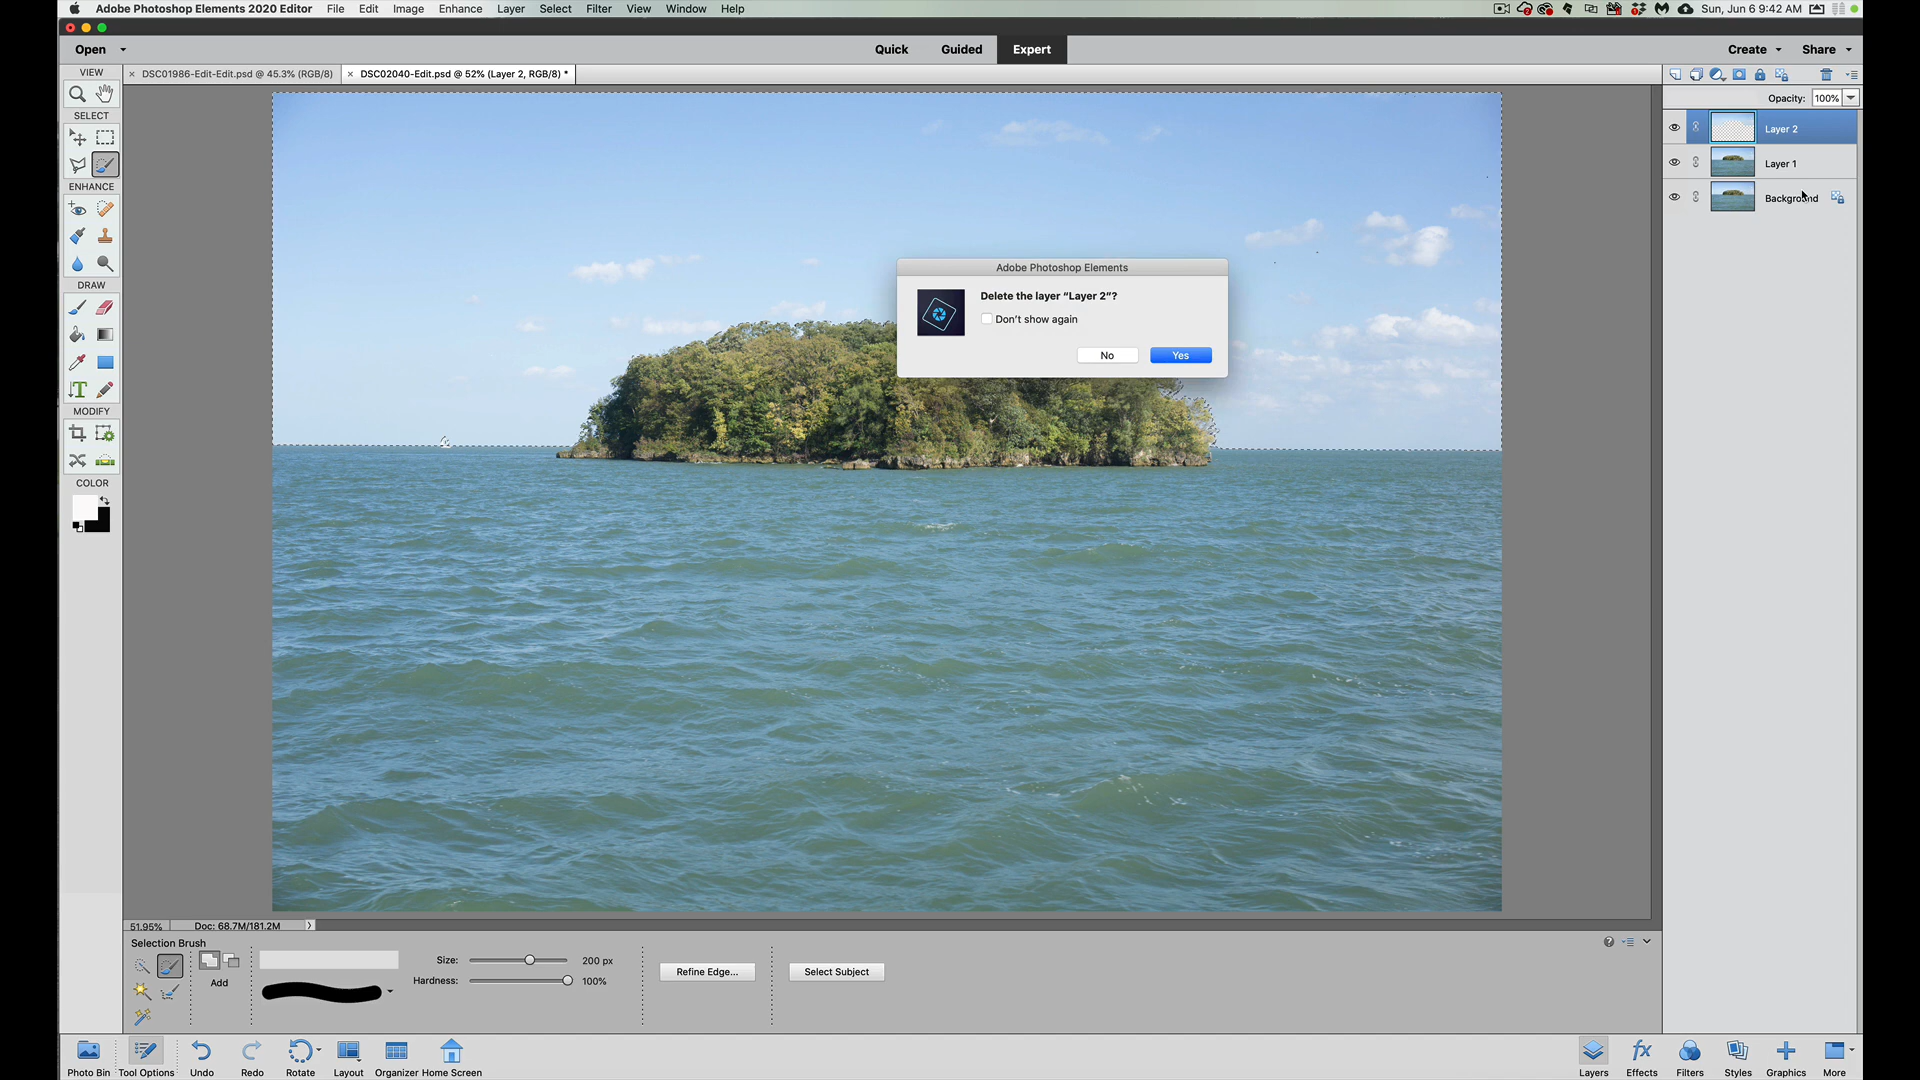 Adobe Photoshop Elements 2020 Editor File Edit Image Enhance Layer Select Filter View Window Help Sun, Jun 6 9:42 AM
Open Quick Guided Expert Create Share
VIEW
× DSC01986-Edit-Edit.psd @ 45.3% (RGB/8) × DSC02040-Edit.psd @ 52% (Layer 2, RGB/8) *
Opacity: 100%
SELECT
Layer 2
Layer 1
ENHANCE
Background
Adobe Photoshop Elements
Delete the layer “Layer 2”?
Don't show again
No Yes
DRAW
MODIFY
COLOR
51.95% Doc: 68.7M/181.2M
Selection Brush
Size: 200 px
Refine Edge... Select Subject
Add Hardness: 100%
Photo Bin Tool Options Undo Redo Rotate Layout Organizer Home Screen Layers Effects Filters Styles Graphics More